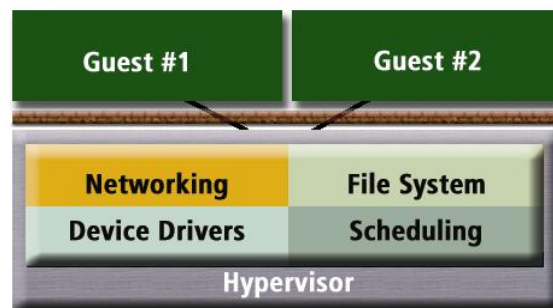 Guest #1
Guest #2
Networking
File System
Device Drivers
Scheduling
Hypervisor